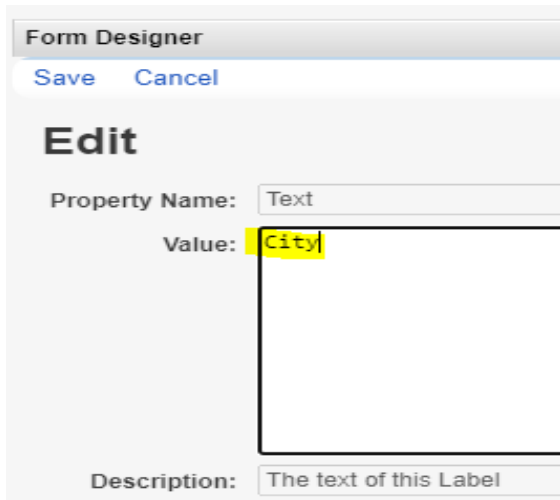 Form Designer
Save Cancel
Edit
Property Name: Text
Value: City
Description: The text of this Label